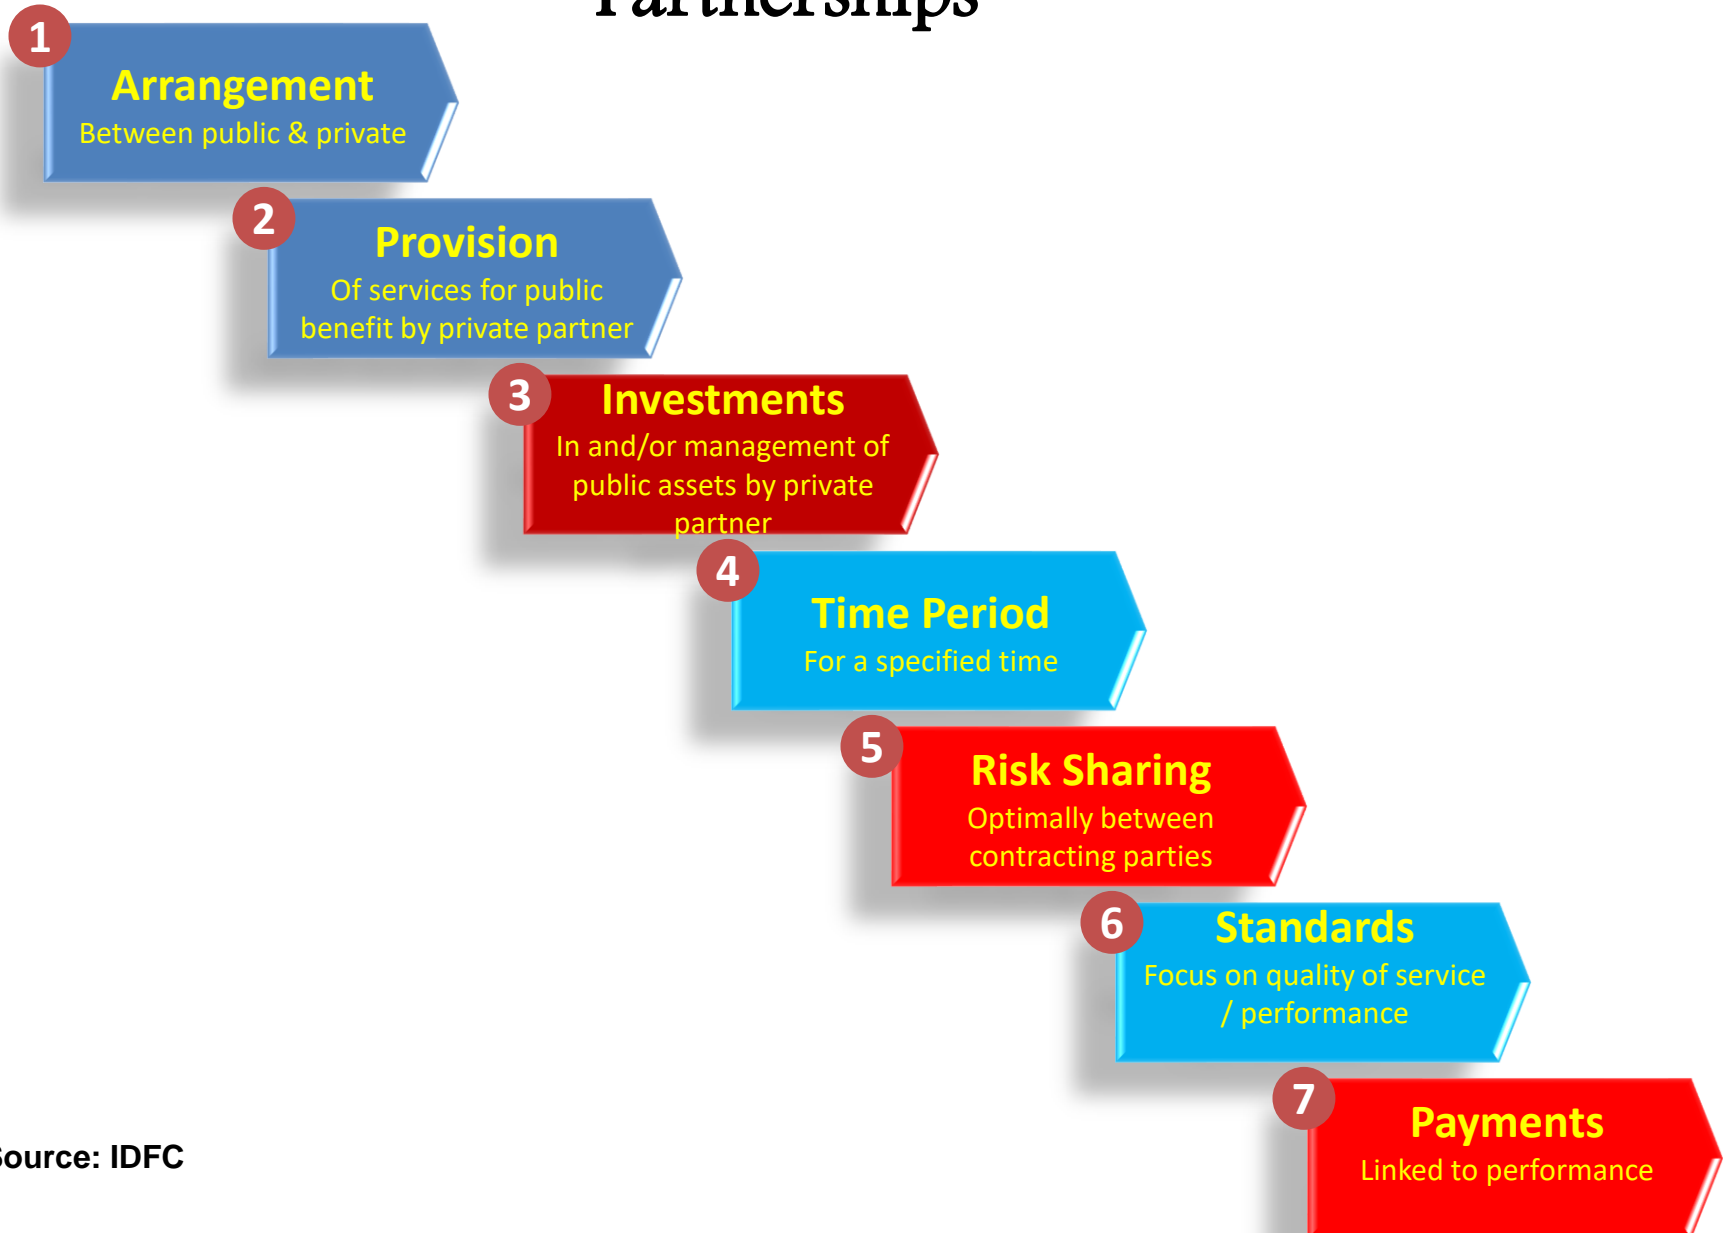 Partnerships
1
Arrangement
Between public & private
2
Provision
Of services for public
benefit by private partner
3
Investments
In and/or management of
public assets by private
partner
4
Time Period
For a specified time
5
Risk Sharing
Optimally between
contracting parties
6
Standards
Focus on quality of service
/ performance
7
Payments
Linked to performance
Source: IDFC